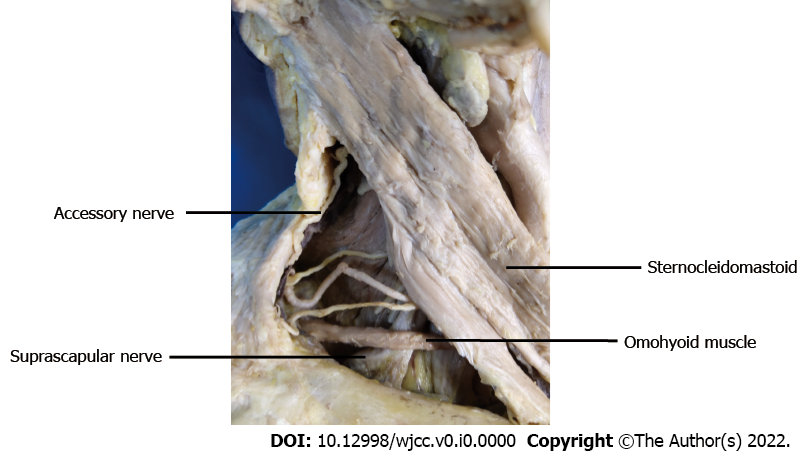 Accessory nerve
Sternocleidomastoid
Omohyoid muscle
Suprascapular nerve
DOI: 10.12998/wjcc.v0.i0.0000 Copyright ©The Author(s) 2022.